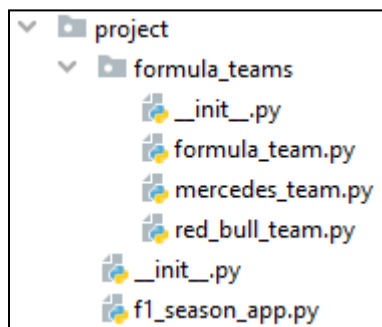 project
formula_teams
__init__.py
formula_team.py
mercedes_team.py
red_bull_team.py
__init__.py
f1_season_app.py